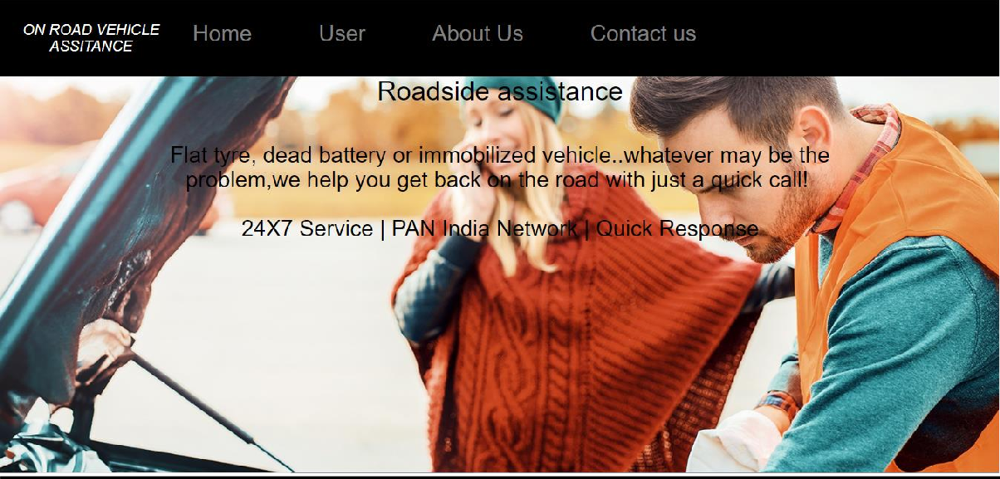 ON ROAD VEHICLE
ASSITANCE
Home User About Us Contact us
Roadside assistance
Flat tyre, dead battery or immobilized vehicle..whatever may be the
problem,we help you get back on the road with just a quick call!
24X7 Service | PAN India Network | Quick Response